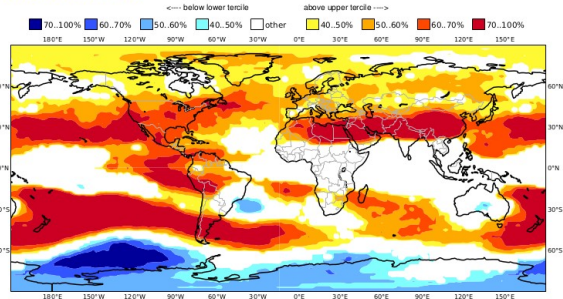 <---- below lower tercile above upper tercile ---->
70..100% 60..70% 50..60% 40..50% other 40..50% 50..60% 60..70% 70..100%
180°E 150°W 120°W 90°W 60°W 30°W 0°E 30°E 60°E 90°E 120°E 150°E
60°N
30°N
0°N
30°S
60°S
180°E 150°W 120°W 90°W 60°W 30°W 0°E 30°E 60°E 90°E 120°E 150°E